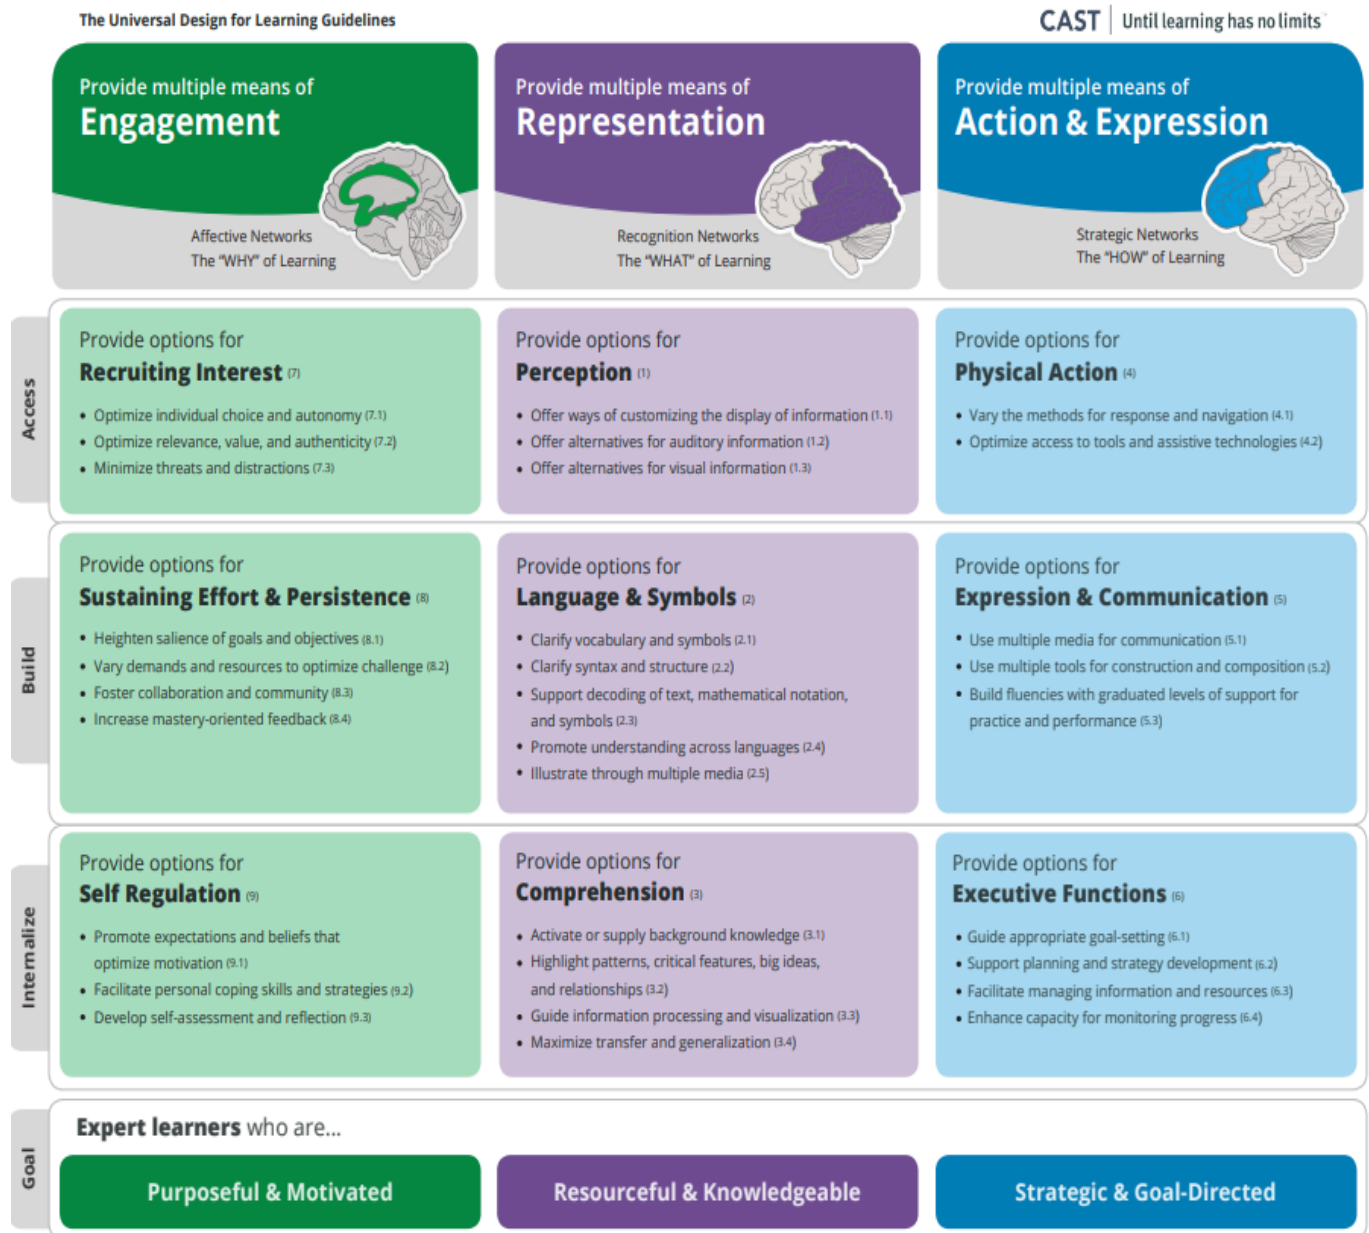 The Universal Design for Learning Guidelines
CAST | Until learning has no limits
Provide multiple means of
Engagement
Affective Networks
The "WHY" of Learning
Provide multiple means of
Representation
Recognition Networks
The "WHAT" of Learning
Provide multiple means of
Action & Expression
Strategic Networks
The "HOW" of Learning
Access
Provide options for
Recruiting Interest (7)
• Optimize individual choice and autonomy (7.1)
• Optimize relevance, value, and authenticity (7.2)
• Minimize threats and distractions (7.3)
Provide options for
Perception (1)
• Offer ways of customizing the display of information (1.1)
• Offer alternatives for auditory information (1.2)
• Offer alternatives for visual information (1.3)
Provide options for
Physical Action (4)
• Vary the methods for response and navigation (4.1)
• Optimize access to tools and assistive technologies (4.2)
Build
Provide options for
Sustaining Effort & Persistence (8)
• Heighten salience of goals and objectives (8.1)
• Vary demands and resources to optimize challenge (8.2)
• Foster collaboration and community (8.3)
• Increase mastery-oriented feedback (8.4)
Provide options for
Language & Symbols (2)
• Clarify vocabulary and symbols (2.1)
• Clarify syntax and structure (2.2)
• Support decoding of text, mathematical notation,
and symbols (2.3)
• Promote understanding across languages (2.4)
• Illustrate through multiple media (2.5)
Provide options for
Expression & Communication (5)
• Use multiple media for communication (5.1)
• Use multiple tools for construction and composition (5.2)
• Build fluencies with graduated levels of support for
practice and performance (5.3)
Internalize
Provide options for
Self Regulation (9)
• Promote expectations and beliefs that
optimize motivation (9.1)
• Facilitate personal coping skills and strategies (9.2)
• Develop self-assessment and reflection (9.3)
Provide options for
Comprehension (3)
• Activate or supply background knowledge (3.1)
• Highlight patterns, critical features, big ideas,
and relationships (3.2)
• Guide information processing and visualization (3.3)
• Maximize transfer and generalization (3.4)
Provide options for
Executive Functions (6)
• Guide appropriate goal-setting (6.1)
• Support planning and strategy development (6.2)
• Facilitate managing information and resources (6.3)
• Enhance capacity for monitoring progress (6.4)
Goal
Expert learners who are...
Purposeful & Motivated
Resourceful & Knowledgeable
Strategic & Goal-Directed